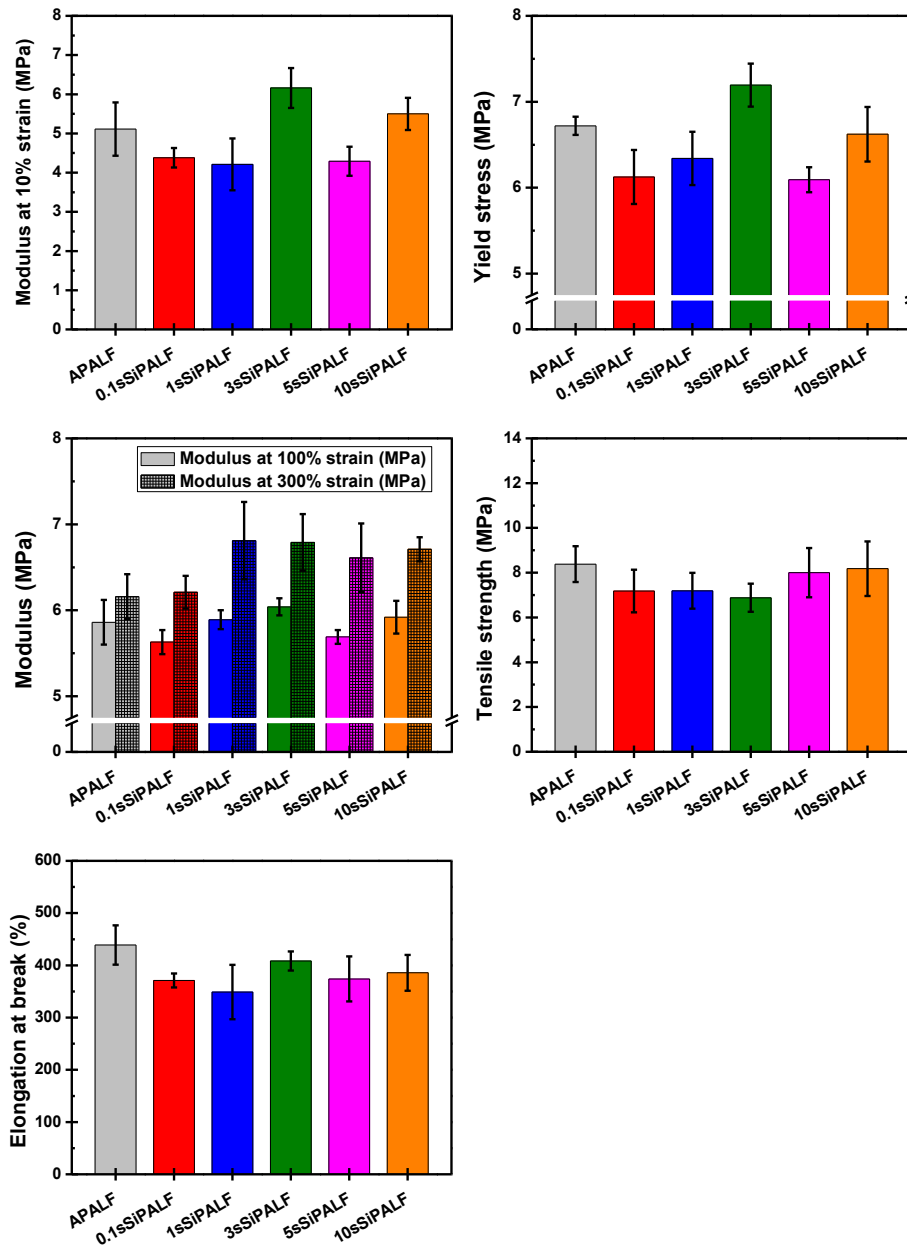 Modulus at 10% strain (MPa)
8
7
6
5
4
3
2
1
0
APALF
0.1sSiPALF
1sSiPALF
3sSiPALF
5sSiPALF
10sSiPALF
Yield stress (MPa)
8
7
6
5
0
APALF
0.1sSiPALF
1sSiPALF
3sSiPALF
5sSiPALF
10sSiPALF
Modulus (MPa)
8
7
6
5
0
Modulus at 100% strain (MPa)
Modulus at 300% strain (MPa)
APALF
0.1sSiPALF
1sSiPALF
3sSiPALF
5sSiPALF
10sSiPALF
Tensile strength (MPa)
14
12
10
8
6
4
2
0
APALF
0.1sSiPALF
1sSiPALF
3sSiPALF
5sSiPALF
10sSiPALF
Elongation at break (%)
600
500
400
300
200
100
0
APALF
0.1sSiPALF
1sSiPALF
3sSiPALF
5sSiPALF
10sSiPALF